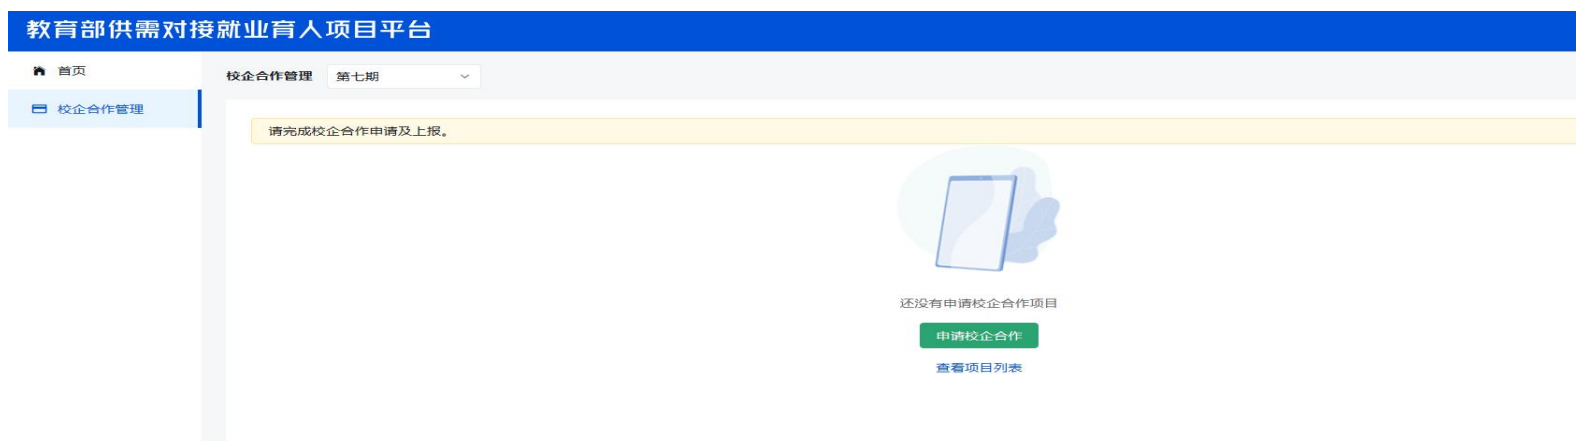 教育部供需对接就业育人项目平台
首页
校企合作管理
校企合作管理 第七期
请完成校企合作申请及上报。
还没有申请校企合作项目
申请校企合作
查看项目列表